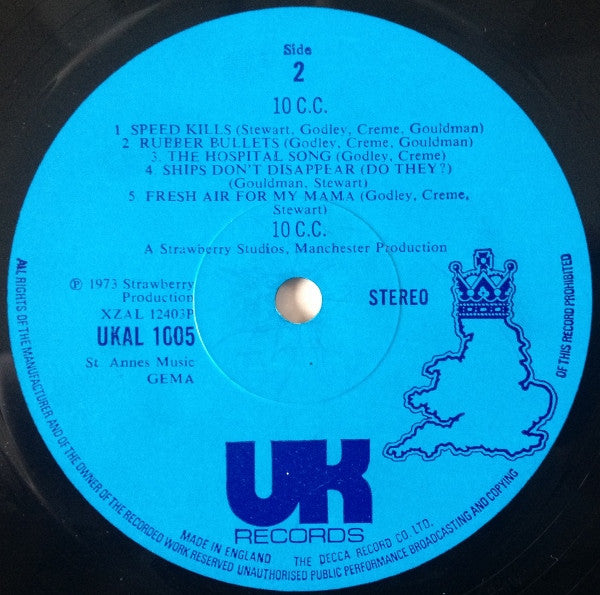 Side
2
10 C.C.
1 SPEED KILLS (Stewart, Godley, Creme, Gouldman)
2 RUBBER BULLETS (Godley, Creme, Gouldman)
3 THE HOSPITAL SONG (Godley, Creme)
4 SHIPS DON'T DISAPPEAR (DO THEY?)
(Gouldman, Stewart)
5 FRESH AIR FOR MY MAMA (Godley, Creme,
Stewart)
10 C.C.
A Strawberry Studios, Manchester Production
℗ 1973 Strawberry
Production
XZAL 12403P
UKAL 1005
St Annes Music
GEMA
STEREO
UK
RECORDS
MADE IN ENGLAND
THE DECCA RECORD CO. LTD.
ALL RIGHTS OF THE MANUFACTURER AND OF THE OWNER OF THE RECORDED WORK RESERVED UNAUTHORISED PUBLIC PERFORMANCE BROADCASTING AND COPYING OF THIS RECORD PROHIBITED